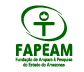 FAPEAM
Fundação de Amparo à Pesquisa
do Estado do Amazonas